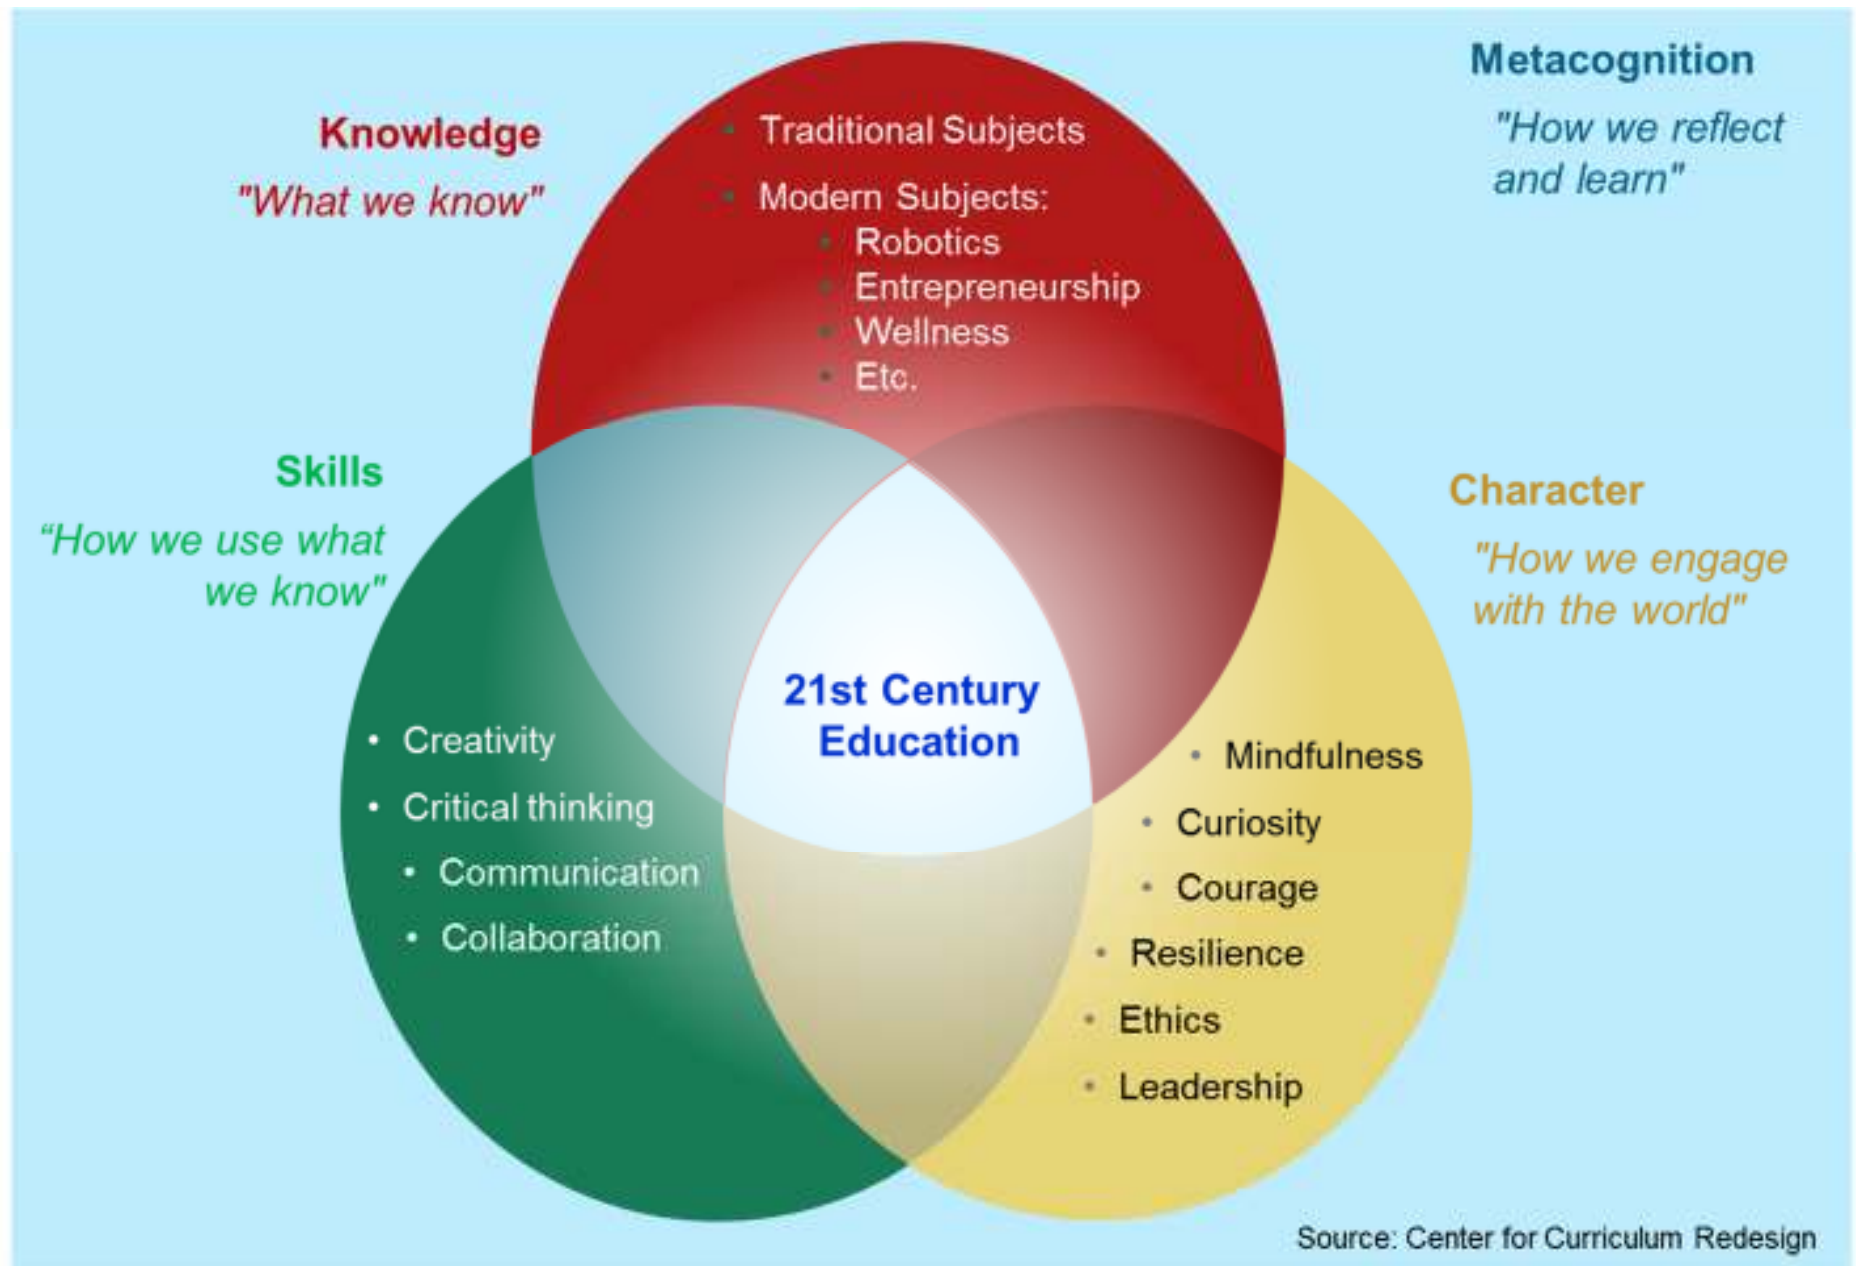 Metacognition
"How we reflect
and learn"
Knowledge
"What we know"
• Traditional Subjects
• Modern Subjects:
• Robotics
• Entrepreneurship
• Wellness
• Etc.
Skills
“How we use what
we know"
Character
"How we engage
with the world"
21st Century
Education
• Creativity
• Critical thinking
• Communication
• Collaboration
• Mindfulness
• Curiosity
• Courage
• Resilience
• Ethics
• Leadership
Source: Center for Curriculum Redesign